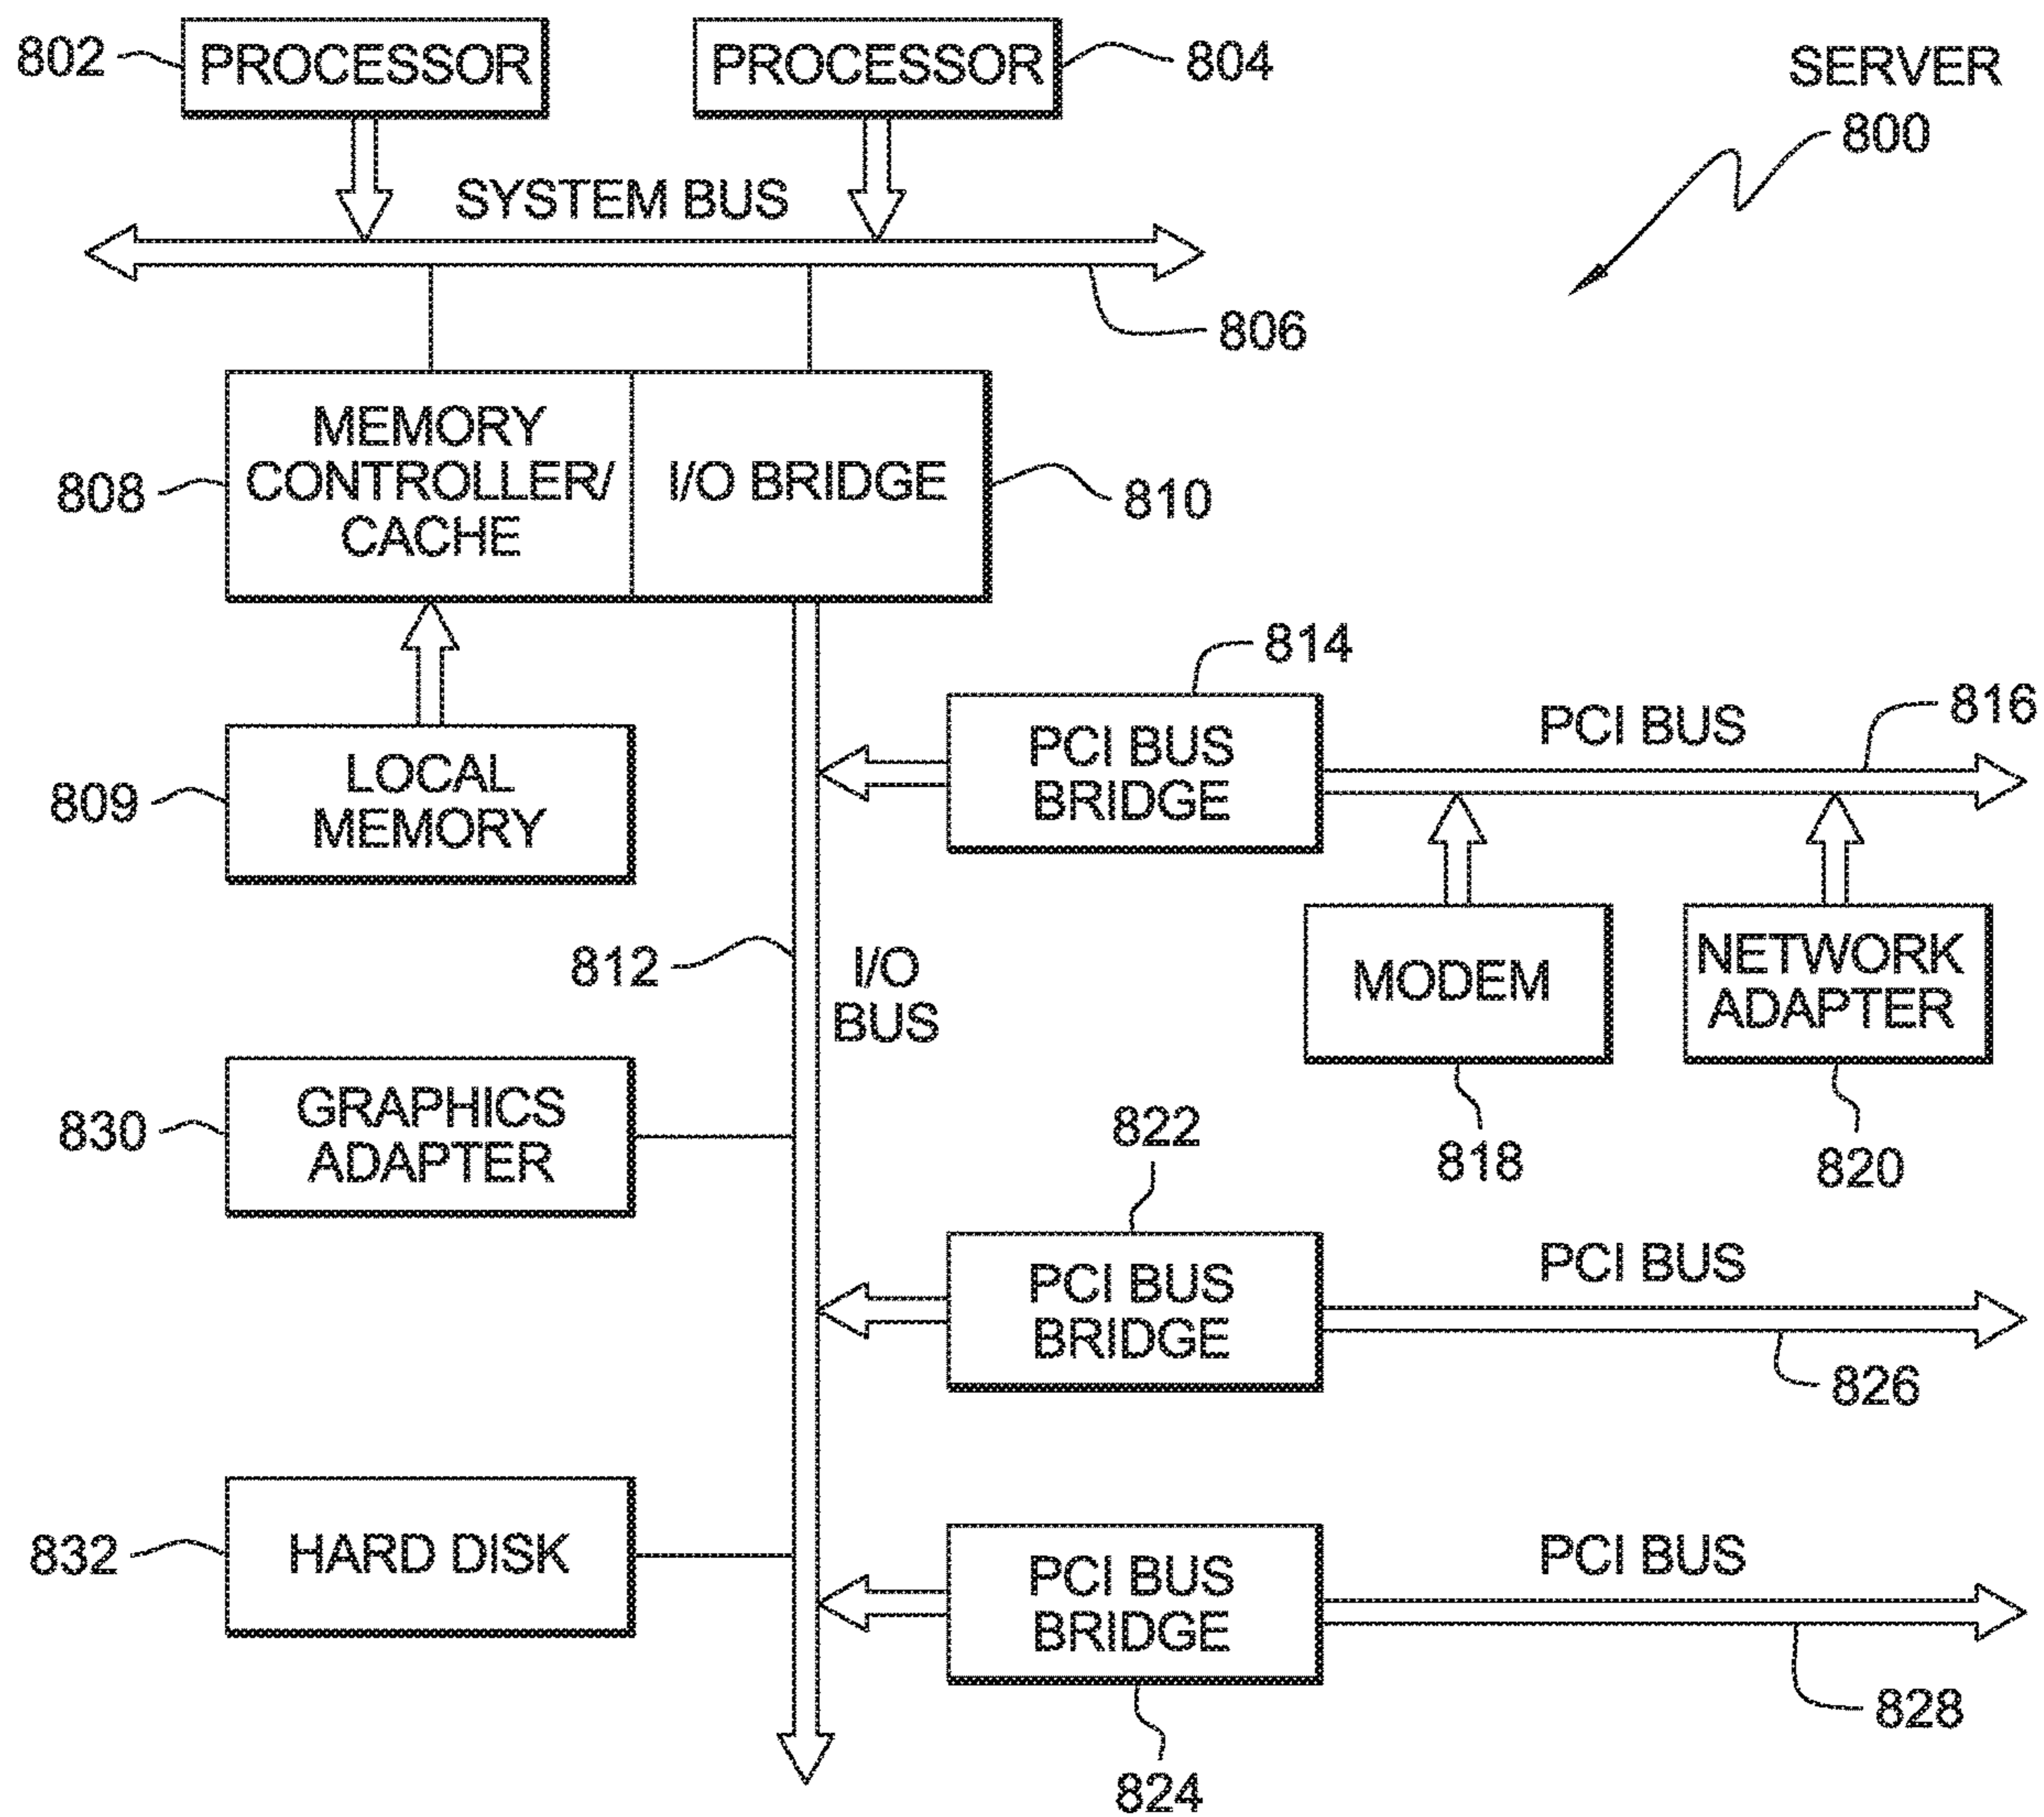 802
PROCESSOR
PROCESSOR
804
SERVER
800
SYSTEM BUS
806
808
MEMORY
CONTROLLER/
CACHE
I/O BRIDGE
810
814
809
LOCAL
MEMORY
PCI BUS
BRIDGE
PCI BUS
816
812
I/O
BUS
MODEM
NETWORK
ADAPTER
818
820
830
GRAPHICS
ADAPTER
822
PCI BUS
BRIDGE
PCI BUS
826
832
HARD DISK
PCI BUS
BRIDGE
PCI BUS
828
824